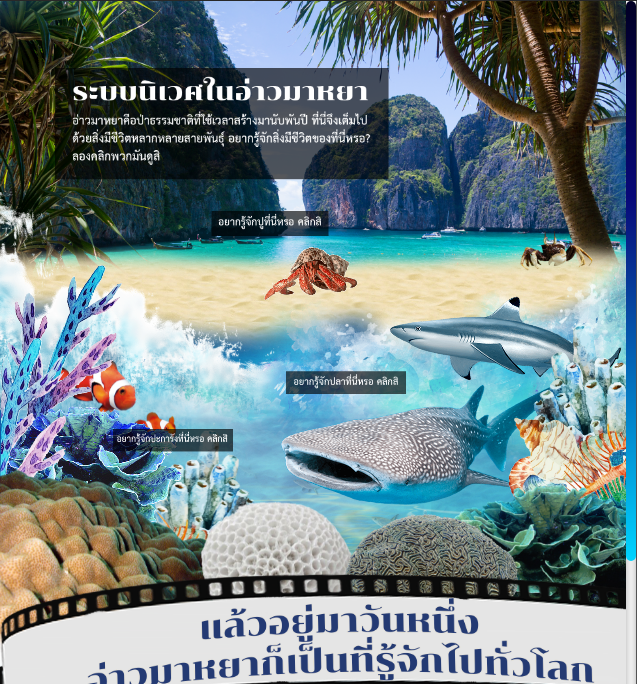 ระบบนิเวศในอ่าวมาหยา
อ่าวมาหยาคือป่าธรรมชาติที่ใช้เวลาสร้างมานับพันปี ที่นี่จึงเต็มไป
ด้วยสิ่งมีชีวิตหลากหลายสายพันธุ์ อยากรู้จักสิ่งมีชีวิตของที่นี่หรอ?
ลองคลิกพวกมันดูสิ
อยากรู้จักปูที่นี่หรอ คลิกสิ
อยากรู้จักปลาที่นี่หรอ คลิกสิ
อยากรู้จักปะการังที่นี่หรอ คลิกสิ
แล้วอยู่มาวันหนึ่ง
อ่าวมาหยาก็เป็นที่รู้จักไปทั่วโลก